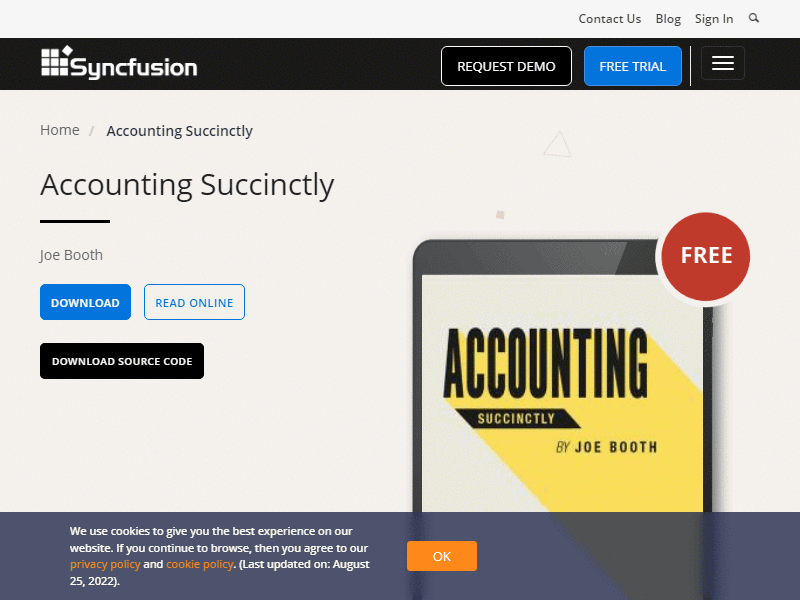 Contact Us Blog Sign In
Syncfusion
REQUEST DEMO
FREE TRIAL
Home / Accounting Succinctly
Accounting Succinctly
Joe Booth
FREE
DOWNLOAD
READ ONLINE
DOWNLOAD SOURCE CODE
ACCOUNTING
SUCCINCTLY
BY JOE BOOTH
We use cookies to give you the best experience on our
website. If you continue to browse, then you agree to our
privacy policy and cookie policy. (Last updated on: August
25, 2022).
OK